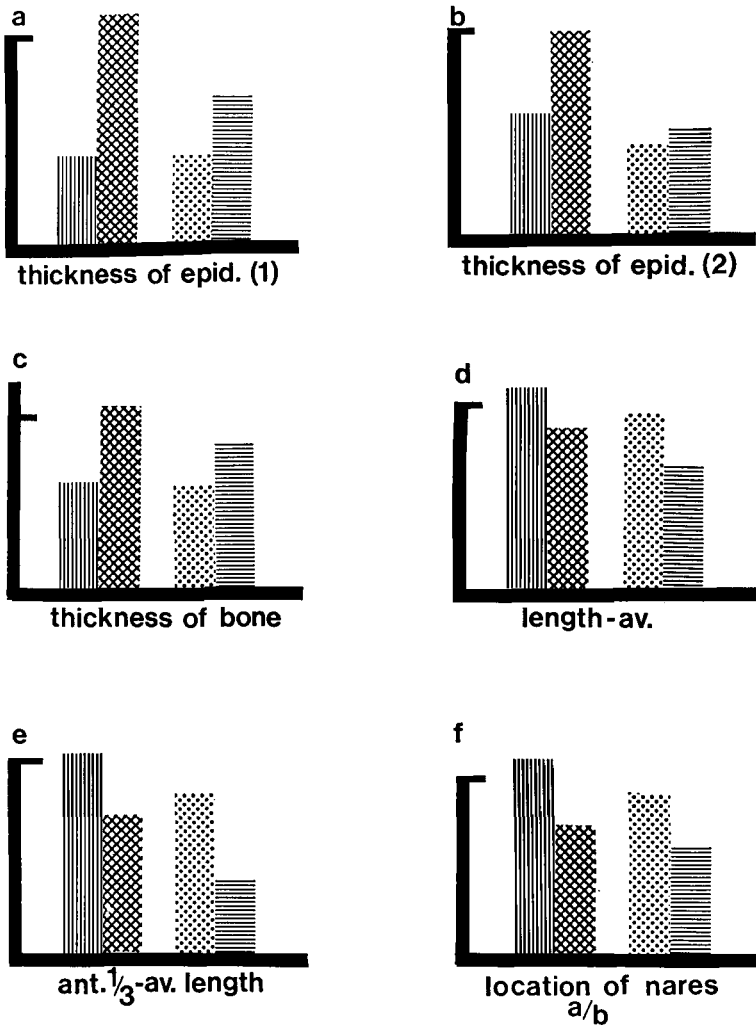 a
thickness of epid. (1)
b
thickness of epid. (2)
c
thickness of bone
d
length-av.
e
ant. 1/3-av. length
f
location of nares
a/b